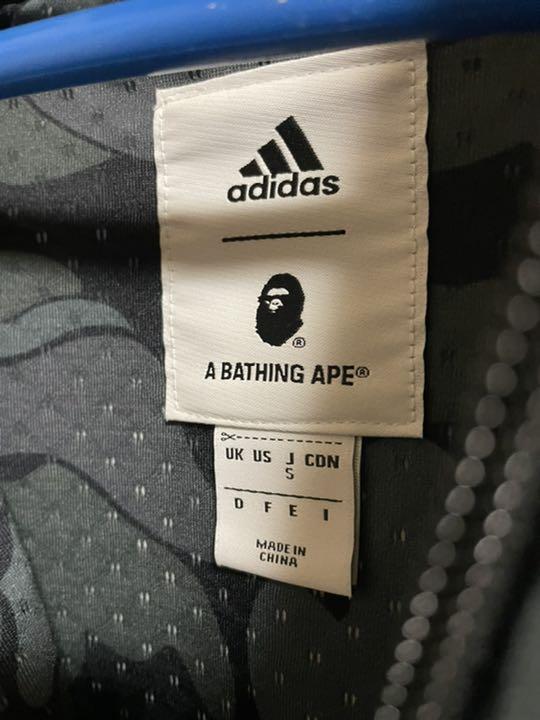 adidas
®
A BATHING APE®
UK US J CDN
S
D F E I
MADE IN
CHINA